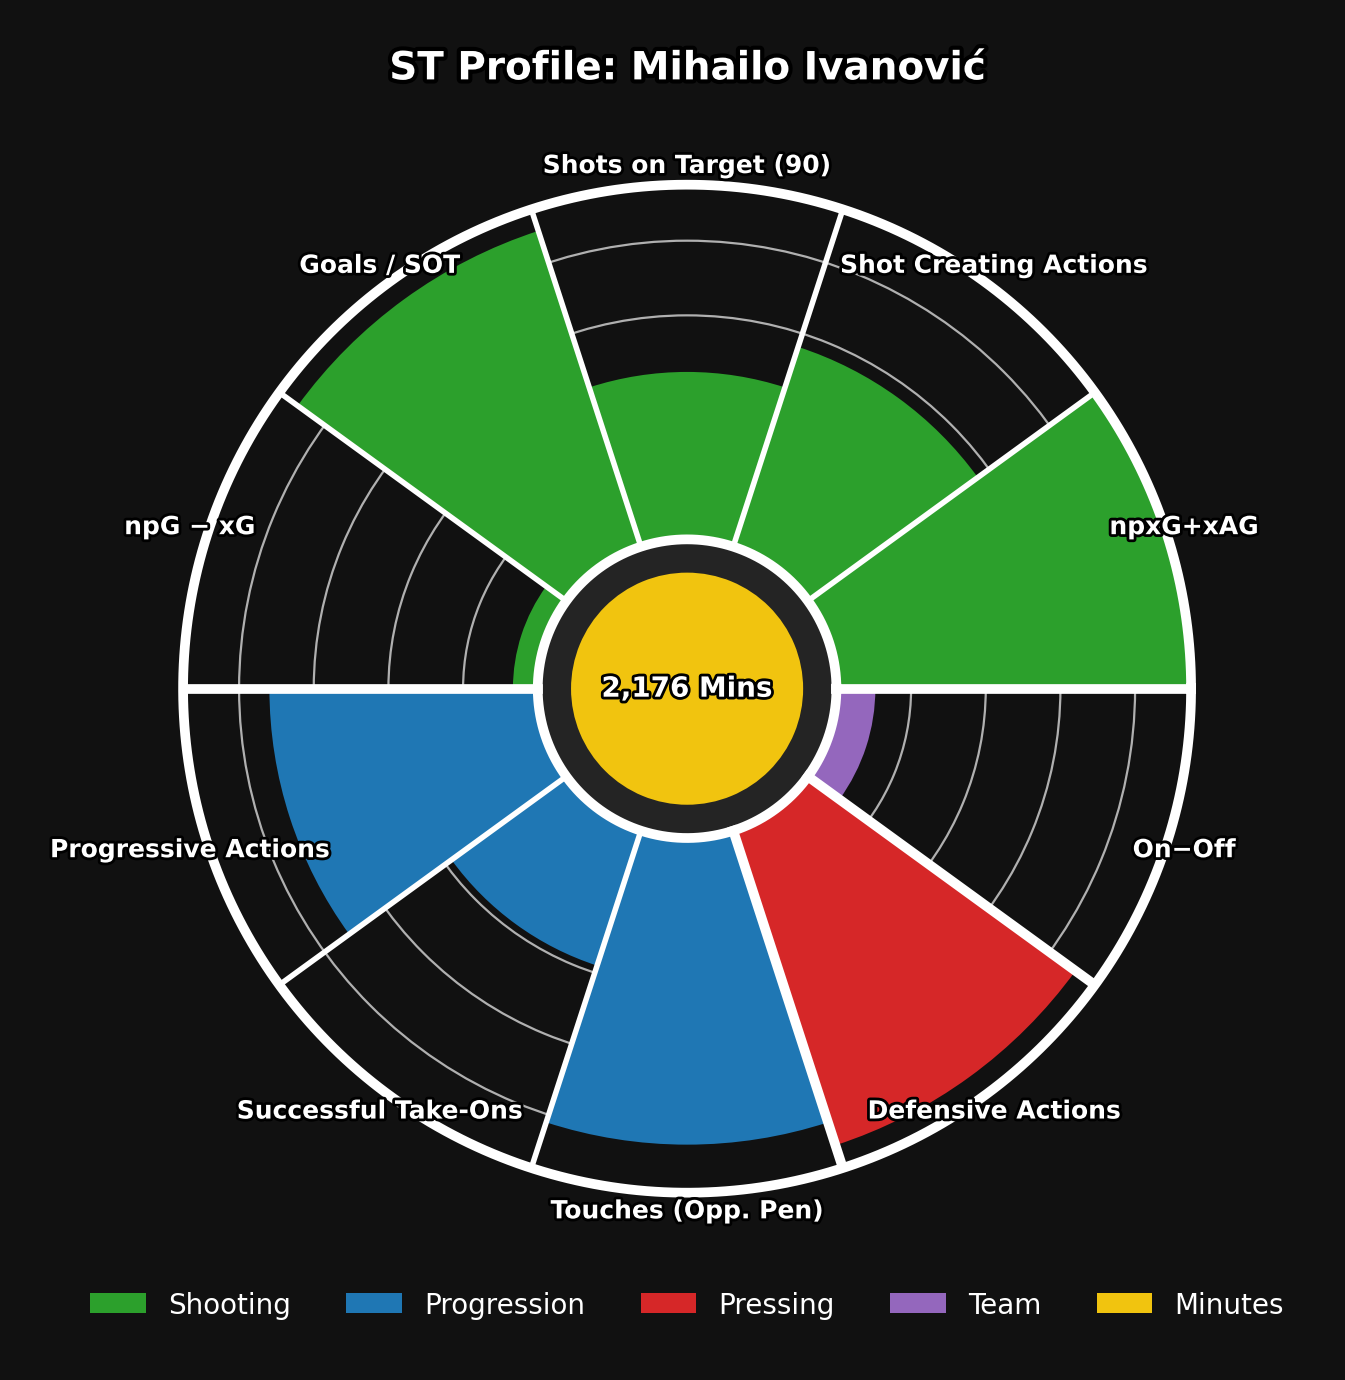 ST Profile: Mihailo Ivanović
Shots on Target (90)
Goals / SOT
Shot Creating Actions
npG − xG
npxG+xAG
2,176 Mins
Progressive Actions
On−Off
Successful Take-Ons
Defensive Actions
Touches (Opp. Pen)
Shooting
Progression
Pressing
Team
Minutes